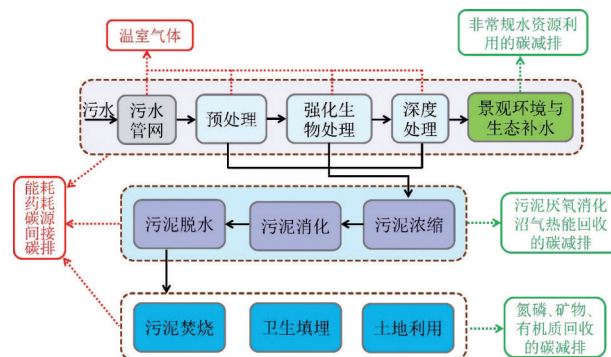 温室气体
非常规水资源利
用的碳减排
污水
污水
管网
预处理
强化生
物处理
深度
处理
景观环境与
生态补水
能耗
药耗
碳源
间接
碳排
污泥脱水
污泥消化
污泥浓缩
污泥厌氧消化
沼气热能回收
的碳减排
污泥焚烧
卫生填埋
土地利用
氮磷、矿物、
有机质回收
的碳减排